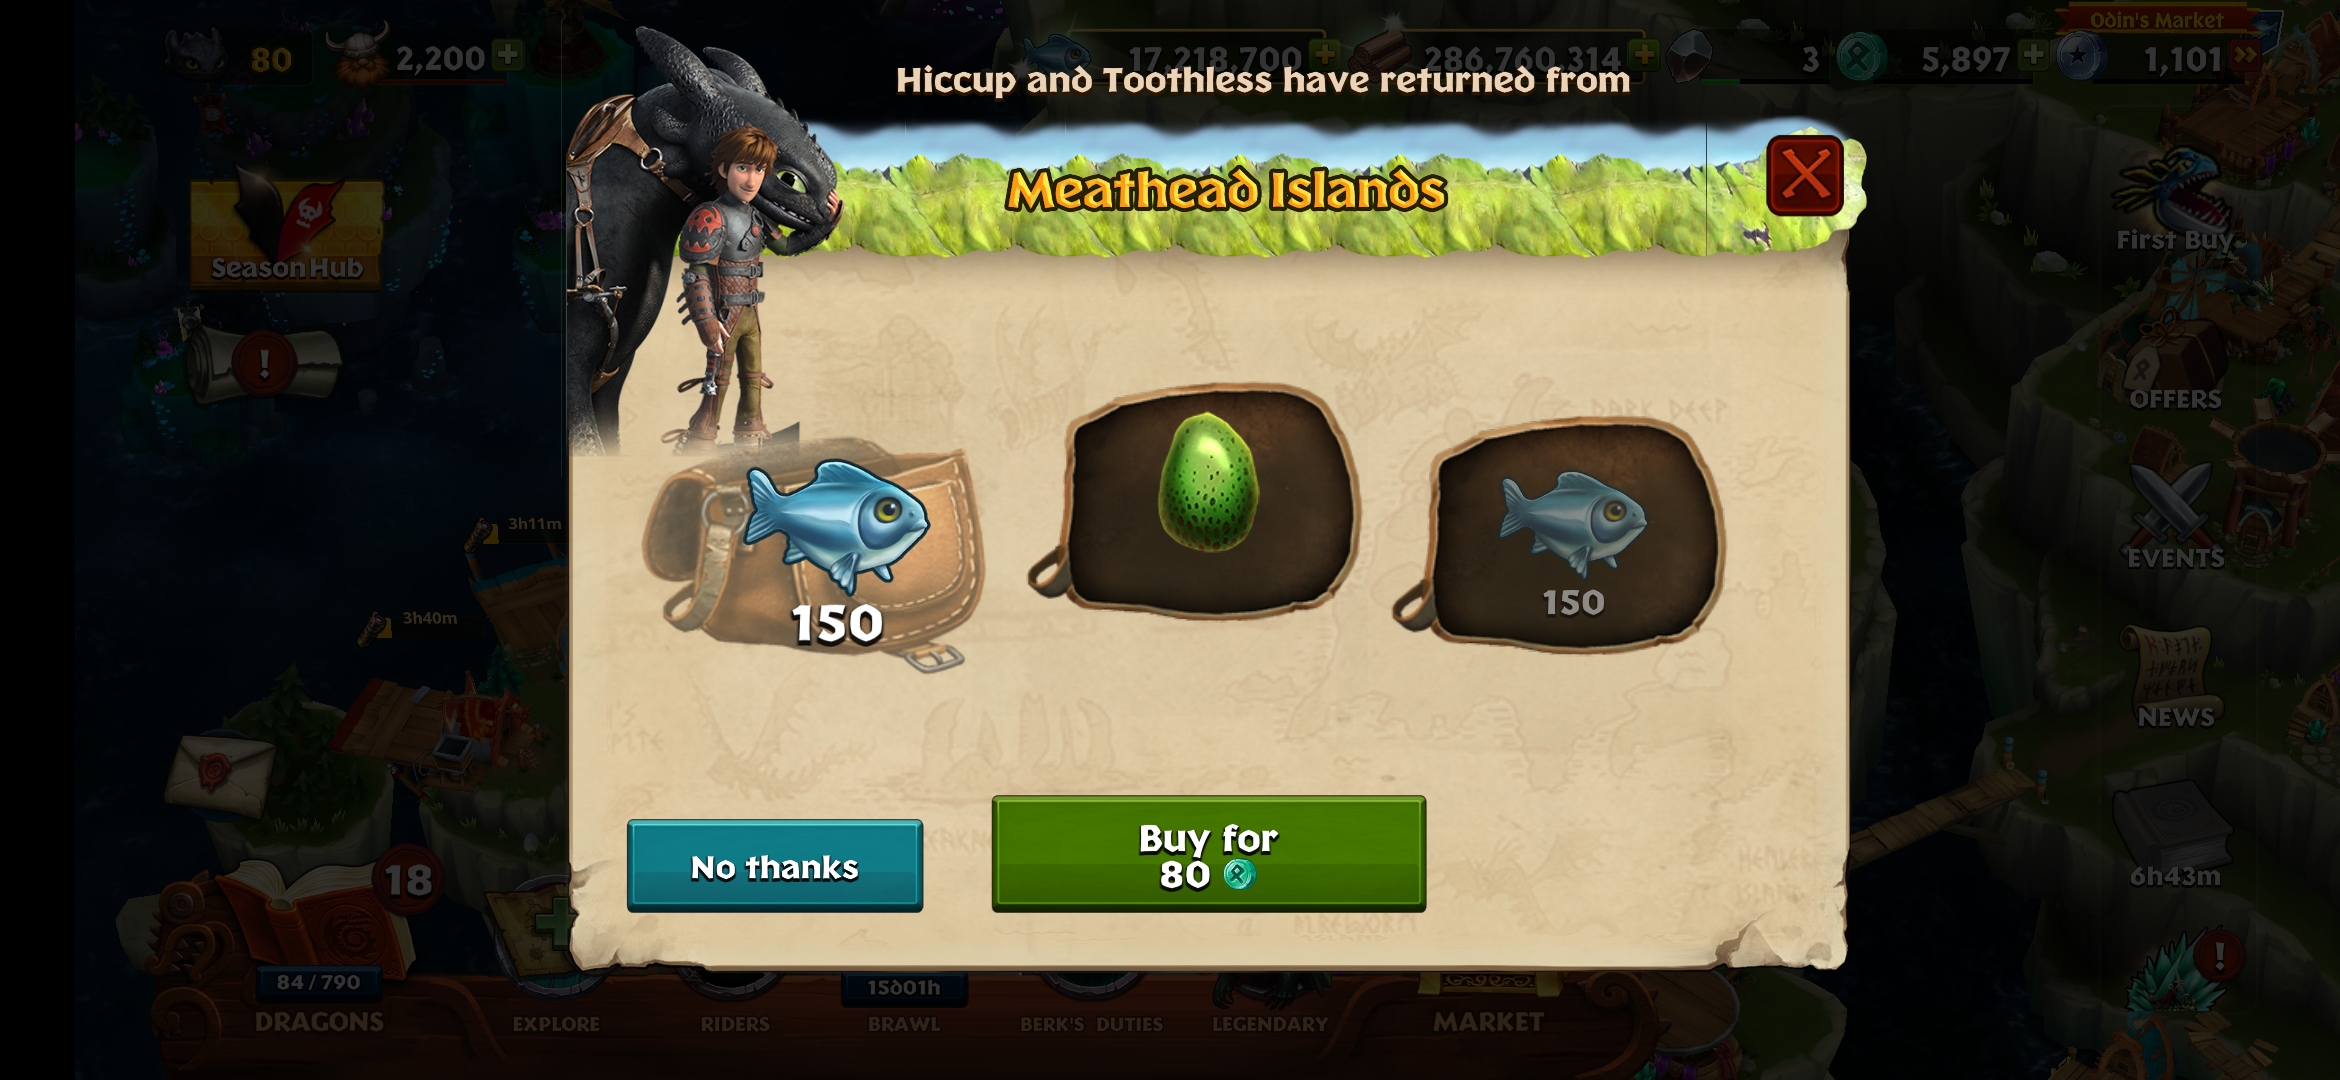 Odin's Market
80
2,200
17,218,700
286,760,314
3
5,897
1,101
Hiccup and Toothless have returned from
Meathead Islands
Season Hub
First Buy
!
OFFERS
DARK DEEP
3h11m
EVENTS
150
150
3h40m
NEWS
No thanks
Buy for
80
18
6h43m
!
84 / 790
15d01h
DRAGONS
EXPLORE
RIDERS
BRAWL
BERK'S DUTIES
LEGENDARY
MARKET